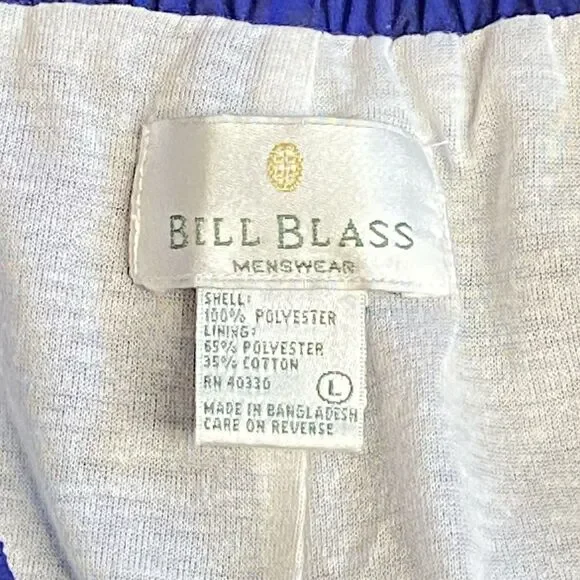 BILL BLASS
MENSWEAR
SHELL:
100% POLYESTER
LINING:
65% POLYESTER
35% COTTON
RN 40330 L
MADE IN BANGLADESH
CARE ON REVERSE